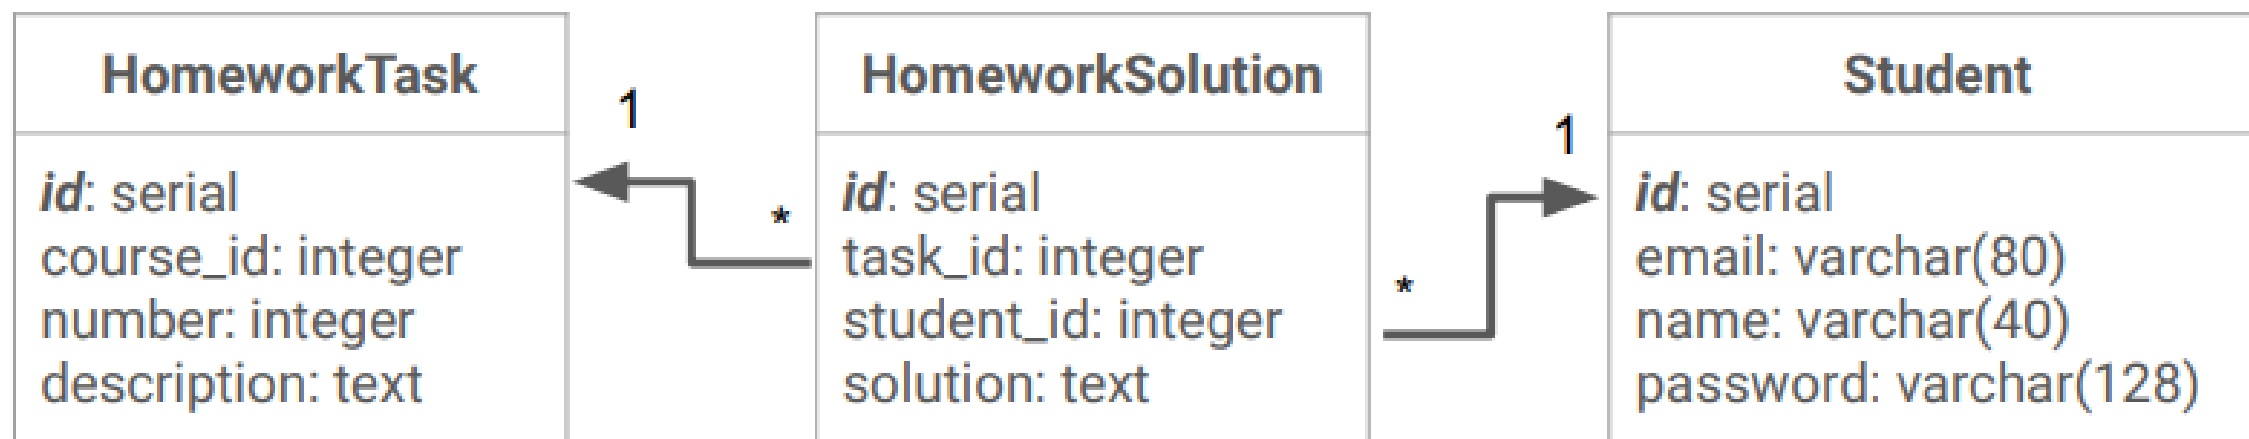 HomeworkTask
id: serial
course_id: integer
number: integer
description: text
1
*
HomeworkSolution
id: serial
task_id: integer
student_id: integer
solution: text
*
1
Student
id: serial
email: varchar(80)
name: varchar(40)
password: varchar(128)